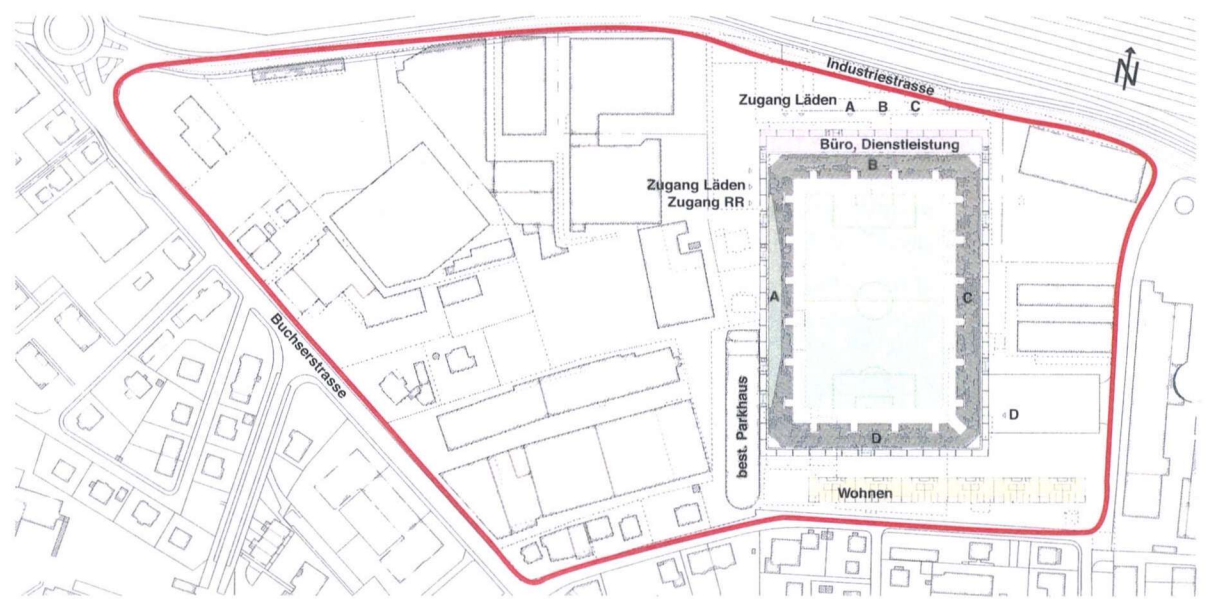 N
Industriestrasse
Zugang Läden A B C
Büro, Dienstleistung
B
Zugang Läden
Zugang RR
A
C
Buchserstrasse
best. Parkhaus
D
D
Wohnen